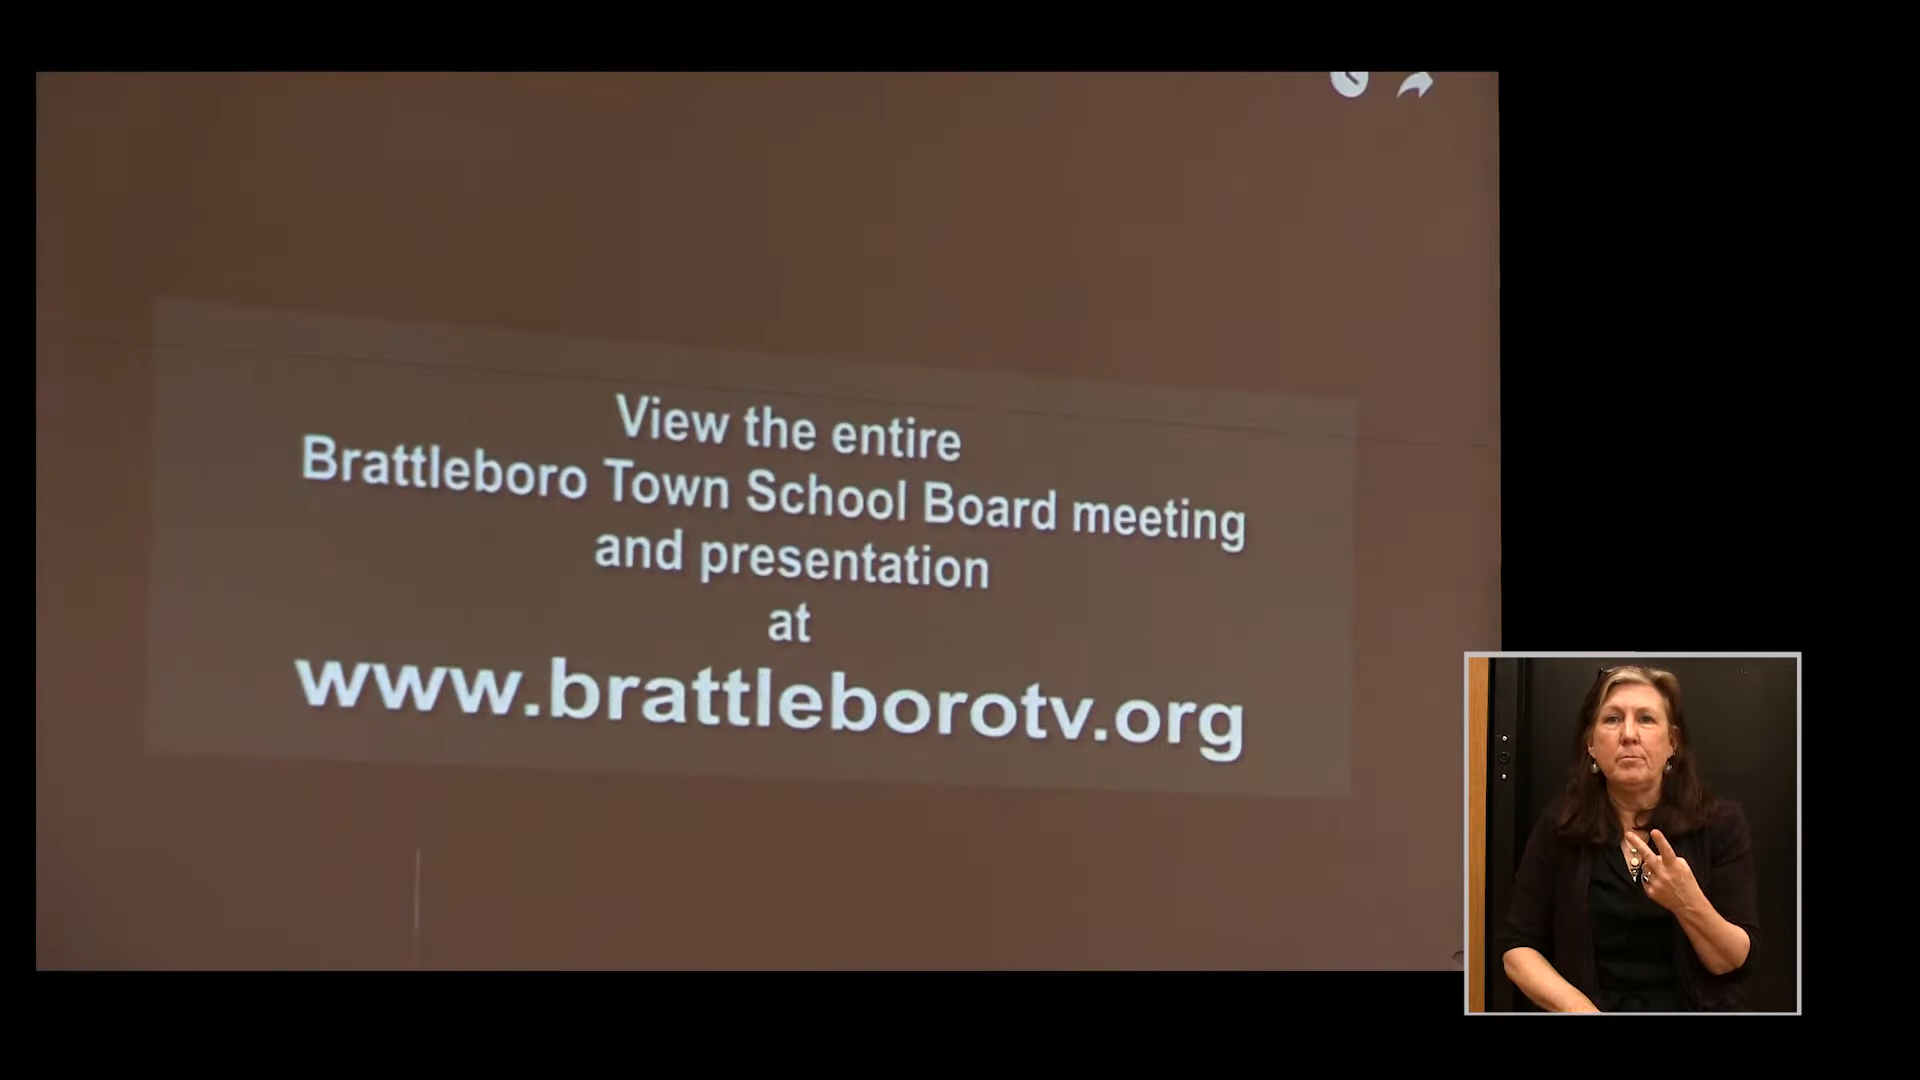 View the entire
Brattleboro Town School Board meeting
and presentation
at
www.brattleborotv.org